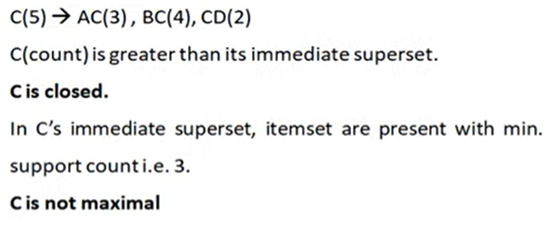 C(5) → AC(3) , BC(4), CD(2)
C(count) is greater than its immediate superset.
C is closed.
In C's immediate superset, itemset are present with min.
support count i.e. 3.
C is not maximal